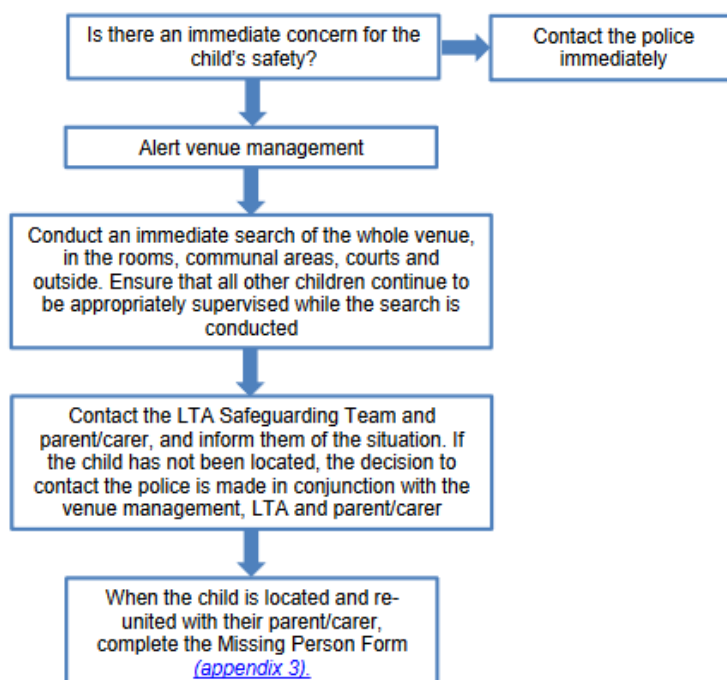 Is there an immediate concern for the
child's safety?
Contact the police
immediately
Alert venue management
Conduct an immediate search of the whole venue,
in the rooms, communal areas, courts and
outside. Ensure that all other children continue to
be appropriately supervised while the search is
conducted
Contact the LTA Safeguarding Team and
parent/carer, and inform them of the situation. If
the child has not been located, the decision to
contact the police is made in conjunction with the
venue management, LTA and parent/carer
When the child is located and re-
united with their parent/carer,
complete the Missing Person Form
(appendix 3).